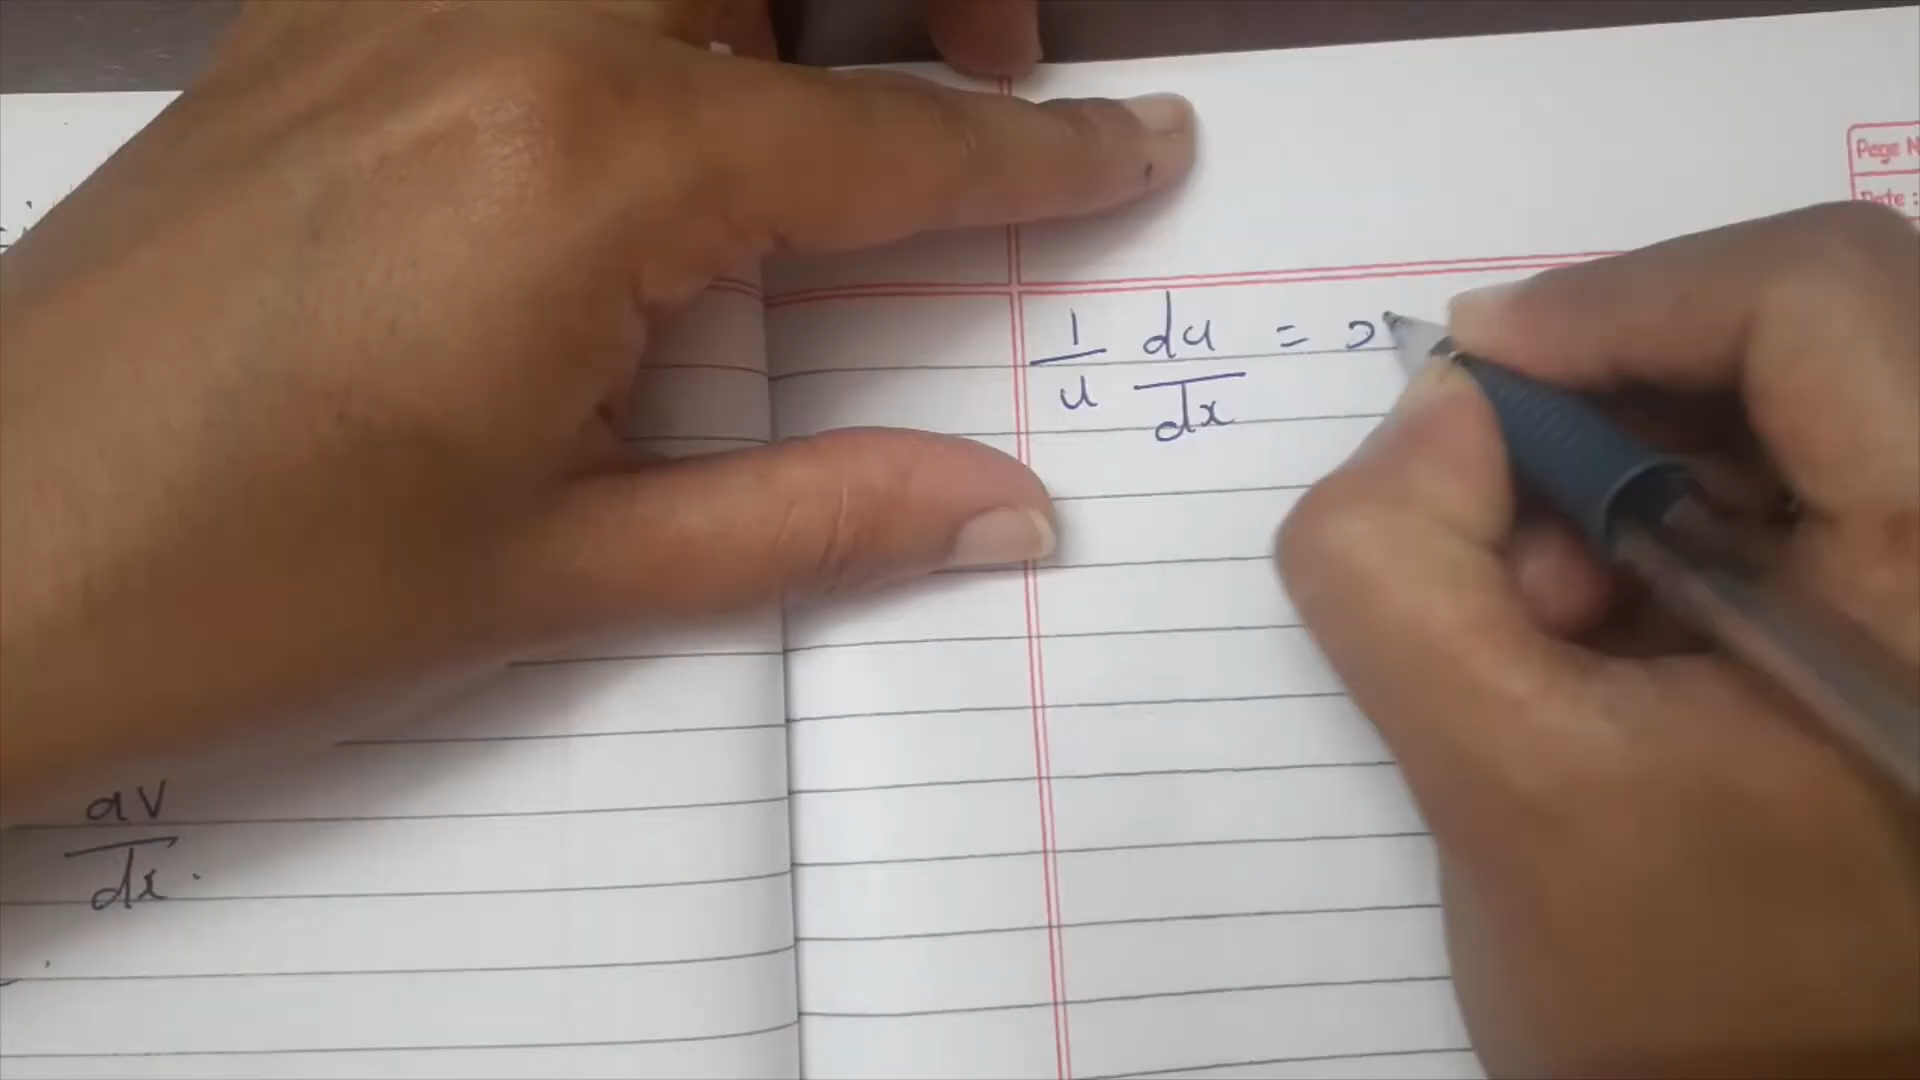 Page N
Date :
1/u du/dx =
dv/dx.